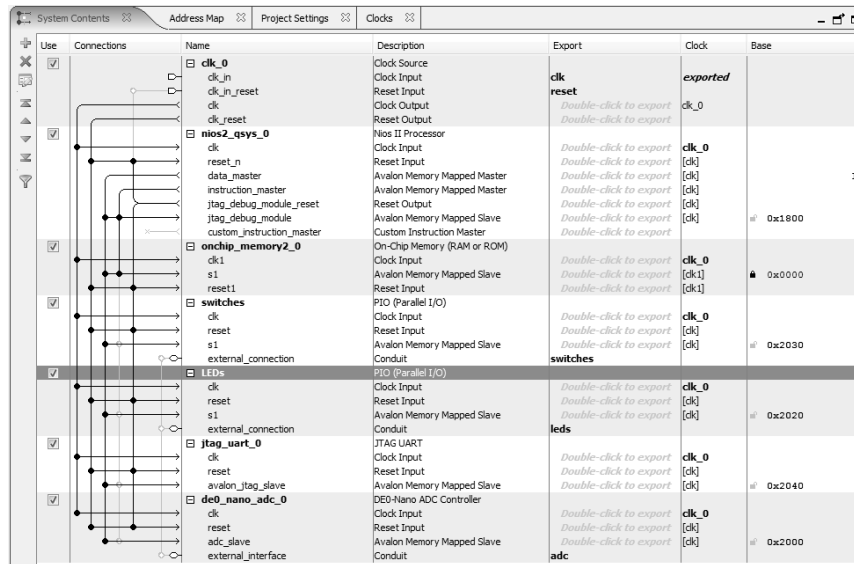 System Contents Address Map Project Settings Clocks
Use Connections Name Description Export Clock Base
clk_0 Clock Source
clk_in Clock Input clk exported
clk_in_reset Reset Input reset
clk Clock Output Double-click to export clk_0
clk_reset Reset Output Double-click to export
nios2_qsys_0 Nios II Processor
clk Clock Input Double-click to export clk_0
reset_n Reset Input Double-click to export [clk]
data_master Avalon Memory Mapped Master Double-click to export [clk]
instruction_master Avalon Memory Mapped Master Double-click to export [clk]
jtag_debug_module_reset Reset Output Double-click to export [clk]
jtag_debug_module Avalon Memory Mapped Slave Double-click to export [clk] 0x1800
custom_instruction_master Custom Instruction Master Double-click to export
onchip_memory2_0 On-Chip Memory (RAM or ROM)
clk1 Clock Input Double-click to export clk_0
s1 Avalon Memory Mapped Slave Double-click to export [clk1] 0x0000
reset1 Reset Input Double-click to export [clk1]
switches PIO (Parallel I/O)
clk Clock Input Double-click to export clk_0
reset Reset Input Double-click to export [clk]
s1 Avalon Memory Mapped Slave Double-click to export [clk] 0x2030
external_connection Conduit switches
LEDs PIO (Parallel I/O)
clk Clock Input Double-click to export clk_0
reset Reset Input Double-click to export [clk]
s1 Avalon Memory Mapped Slave Double-click to export [clk] 0x2020
external_connection Conduit leds
jtag_uart_0 JTAG UART
clk Clock Input Double-click to export clk_0
reset Reset Input Double-click to export [clk]
avalon_jtag_slave Avalon Memory Mapped Slave Double-click to export [clk] 0x2040
de0_nano_adc_0 DE0-Nano ADC Controller
clk Clock Input Double-click to export clk_0
reset Reset Input Double-click to export [clk]
adc_slave Avalon Memory Mapped Slave Double-click to export [clk] 0x2000
external_interface Conduit adc